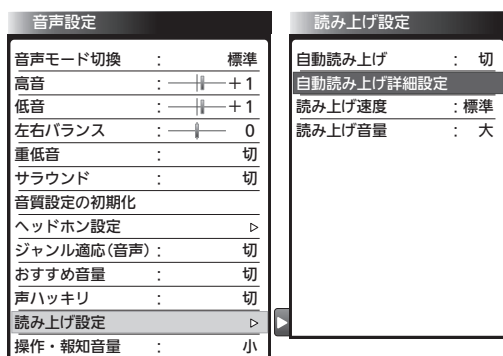 音声設定
音声モード切換 : 標準
高音 : +1
低音 : +1
左右バランス : 0
重低音 : 切
サラウンド : 切
音質設定の初期化
ヘッドホン設定 ▷
ジャンル適応(音声) : 切
おすすめ音量 : 切
声ハッキリ : 切
読み上げ設定 ▷
操作・報知音量 : 小
読み上げ設定
自動読み上げ : 切
自動読み上げ詳細設定
読み上げ速度 : 標準
読み上げ音量 : 大